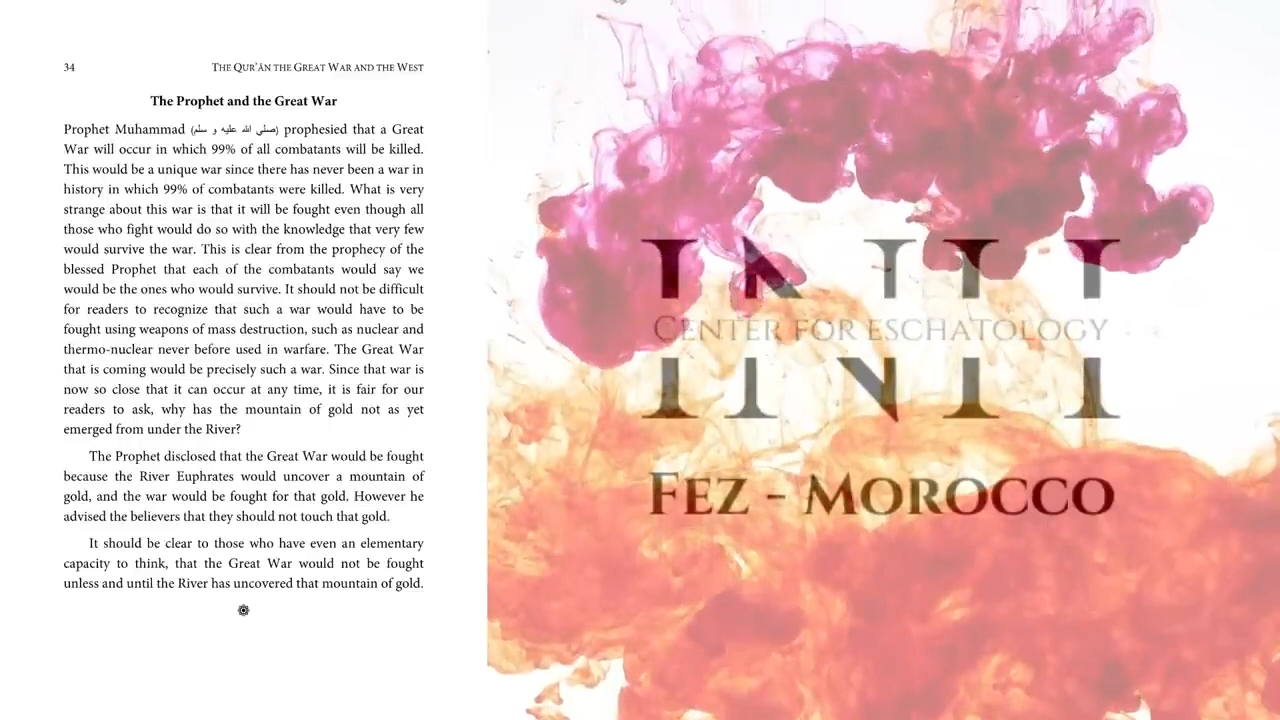 34
THE QUR'ĀN THE GREAT WAR AND THE WEST
The Prophet and the Great War
Prophet Muhammad (صلي الله عليه و سلم) prophesied that a Great
War will occur in which 99% of all combatants will be killed.
This would be a unique war since there has never been a war in
history in which 99% of combatants were killed. What is very
strange about this war is that it will be fought even though all
those who fight would do so with the knowledge that very few
would survive the war. This is clear from the prophecy of the
blessed Prophet that each of the combatants would say we
would be the ones who would survive. It should not be difficult
for readers to recognize that such a war would have to be
fought using weapons of mass destruction, such as nuclear and
thermo-nuclear never before used in warfare. The Great War
that is coming would be precisely such a war. Since that war is
now so close that it can occur at any time, it is fair for our
readers to ask, why has the mountain of gold not as yet
emerged from under the River?
The Prophet disclosed that the Great War would be fought
because the River Euphrates would uncover a mountain of
gold, and the war would be fought for that gold. However he
advised the believers that they should not touch that gold.
It should be clear to those who have even an elementary
capacity to think, that the Great War would not be fought
unless and until the River has uncovered that mountain of gold.
CENTER FOR ESCHATOLOGY
FEZ - MOROCCO